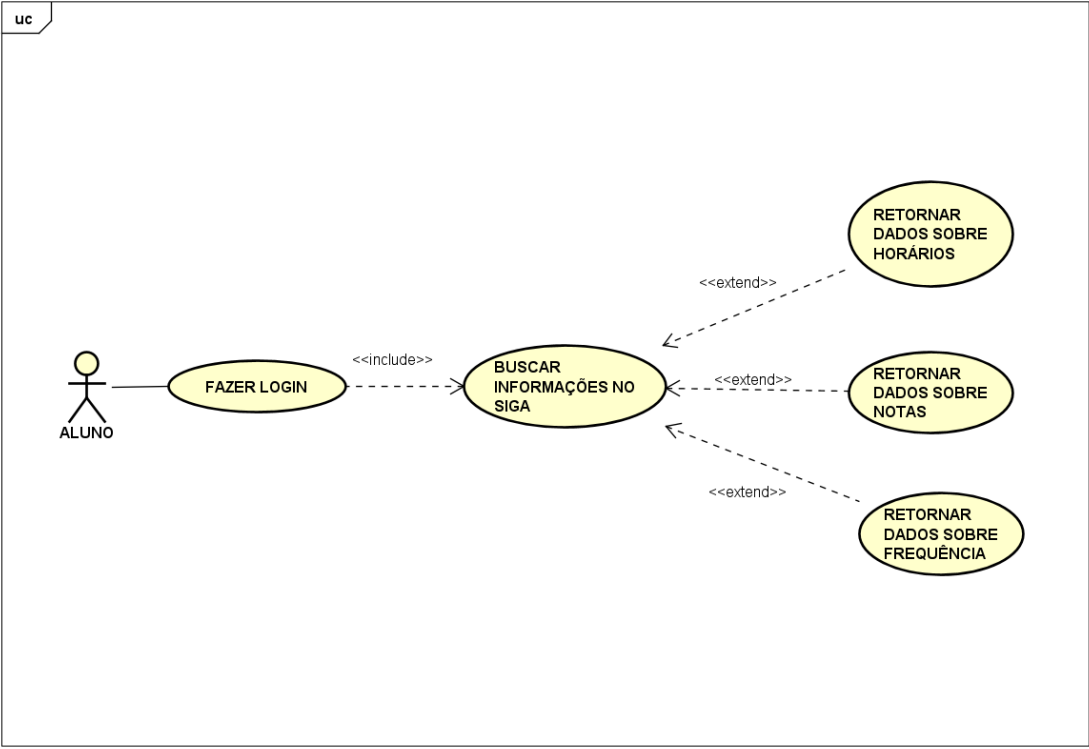 uc
RETORNAR
DADOS SOBRE
HORÁRIOS
<<extend>>
<<include>>
BUSCAR
INFORMAÇÕES NO
SIGA
FAZER LOGIN
<<extend>>
RETORNAR
DADOS SOBRE
NOTAS
ALUNO
<<extend>>
RETORNAR
DADOS SOBRE
FREQUÊNCIA